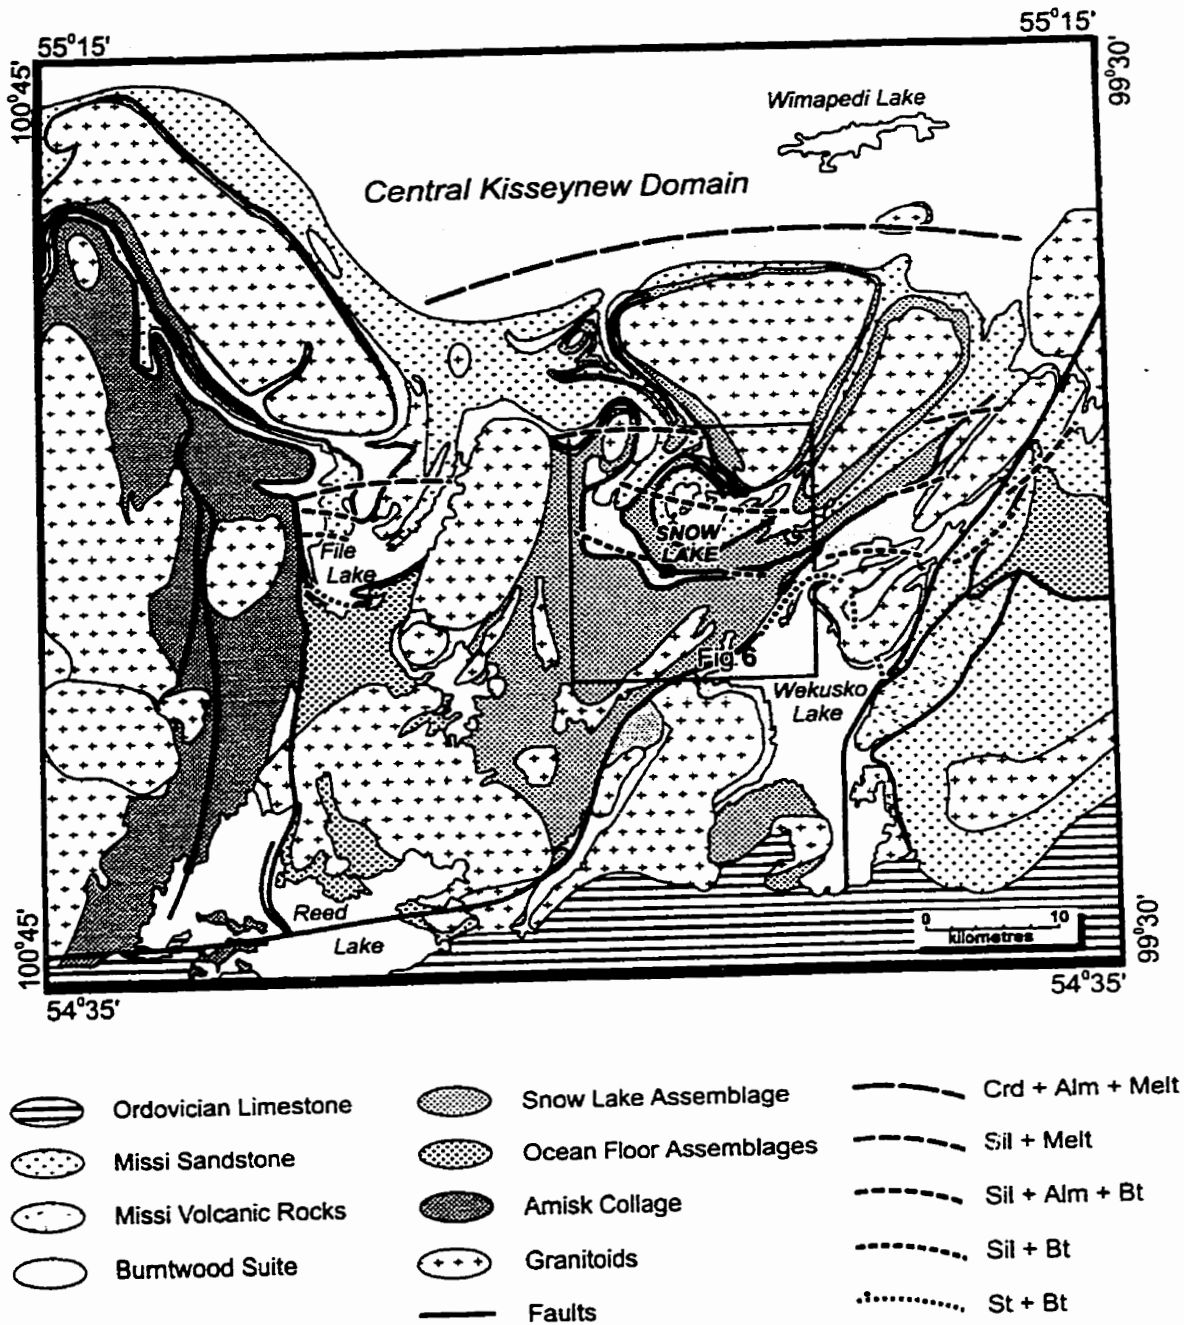 55°15'
55°15'
100°45'
99°30'
Wimapedi Lake
Central Kisseynew Domain
SNOW
LAKE
File
Lake
Fig 6
Wekusko
Lake
Reed
Lake
0 10
kilometres
100°45'
99°30'
54°35'
54°35'
Ordovician Limestone
Missi Sandstone
Missi Volcanic Rocks
Burntwood Suite
Snow Lake Assemblage
Ocean Floor Assemblages
Amisk Collage
Granitoids
Faults
Crd + Alm + Melt
Sil + Melt
Sil + Alm + Bt
Sil + Bt
St + Bt